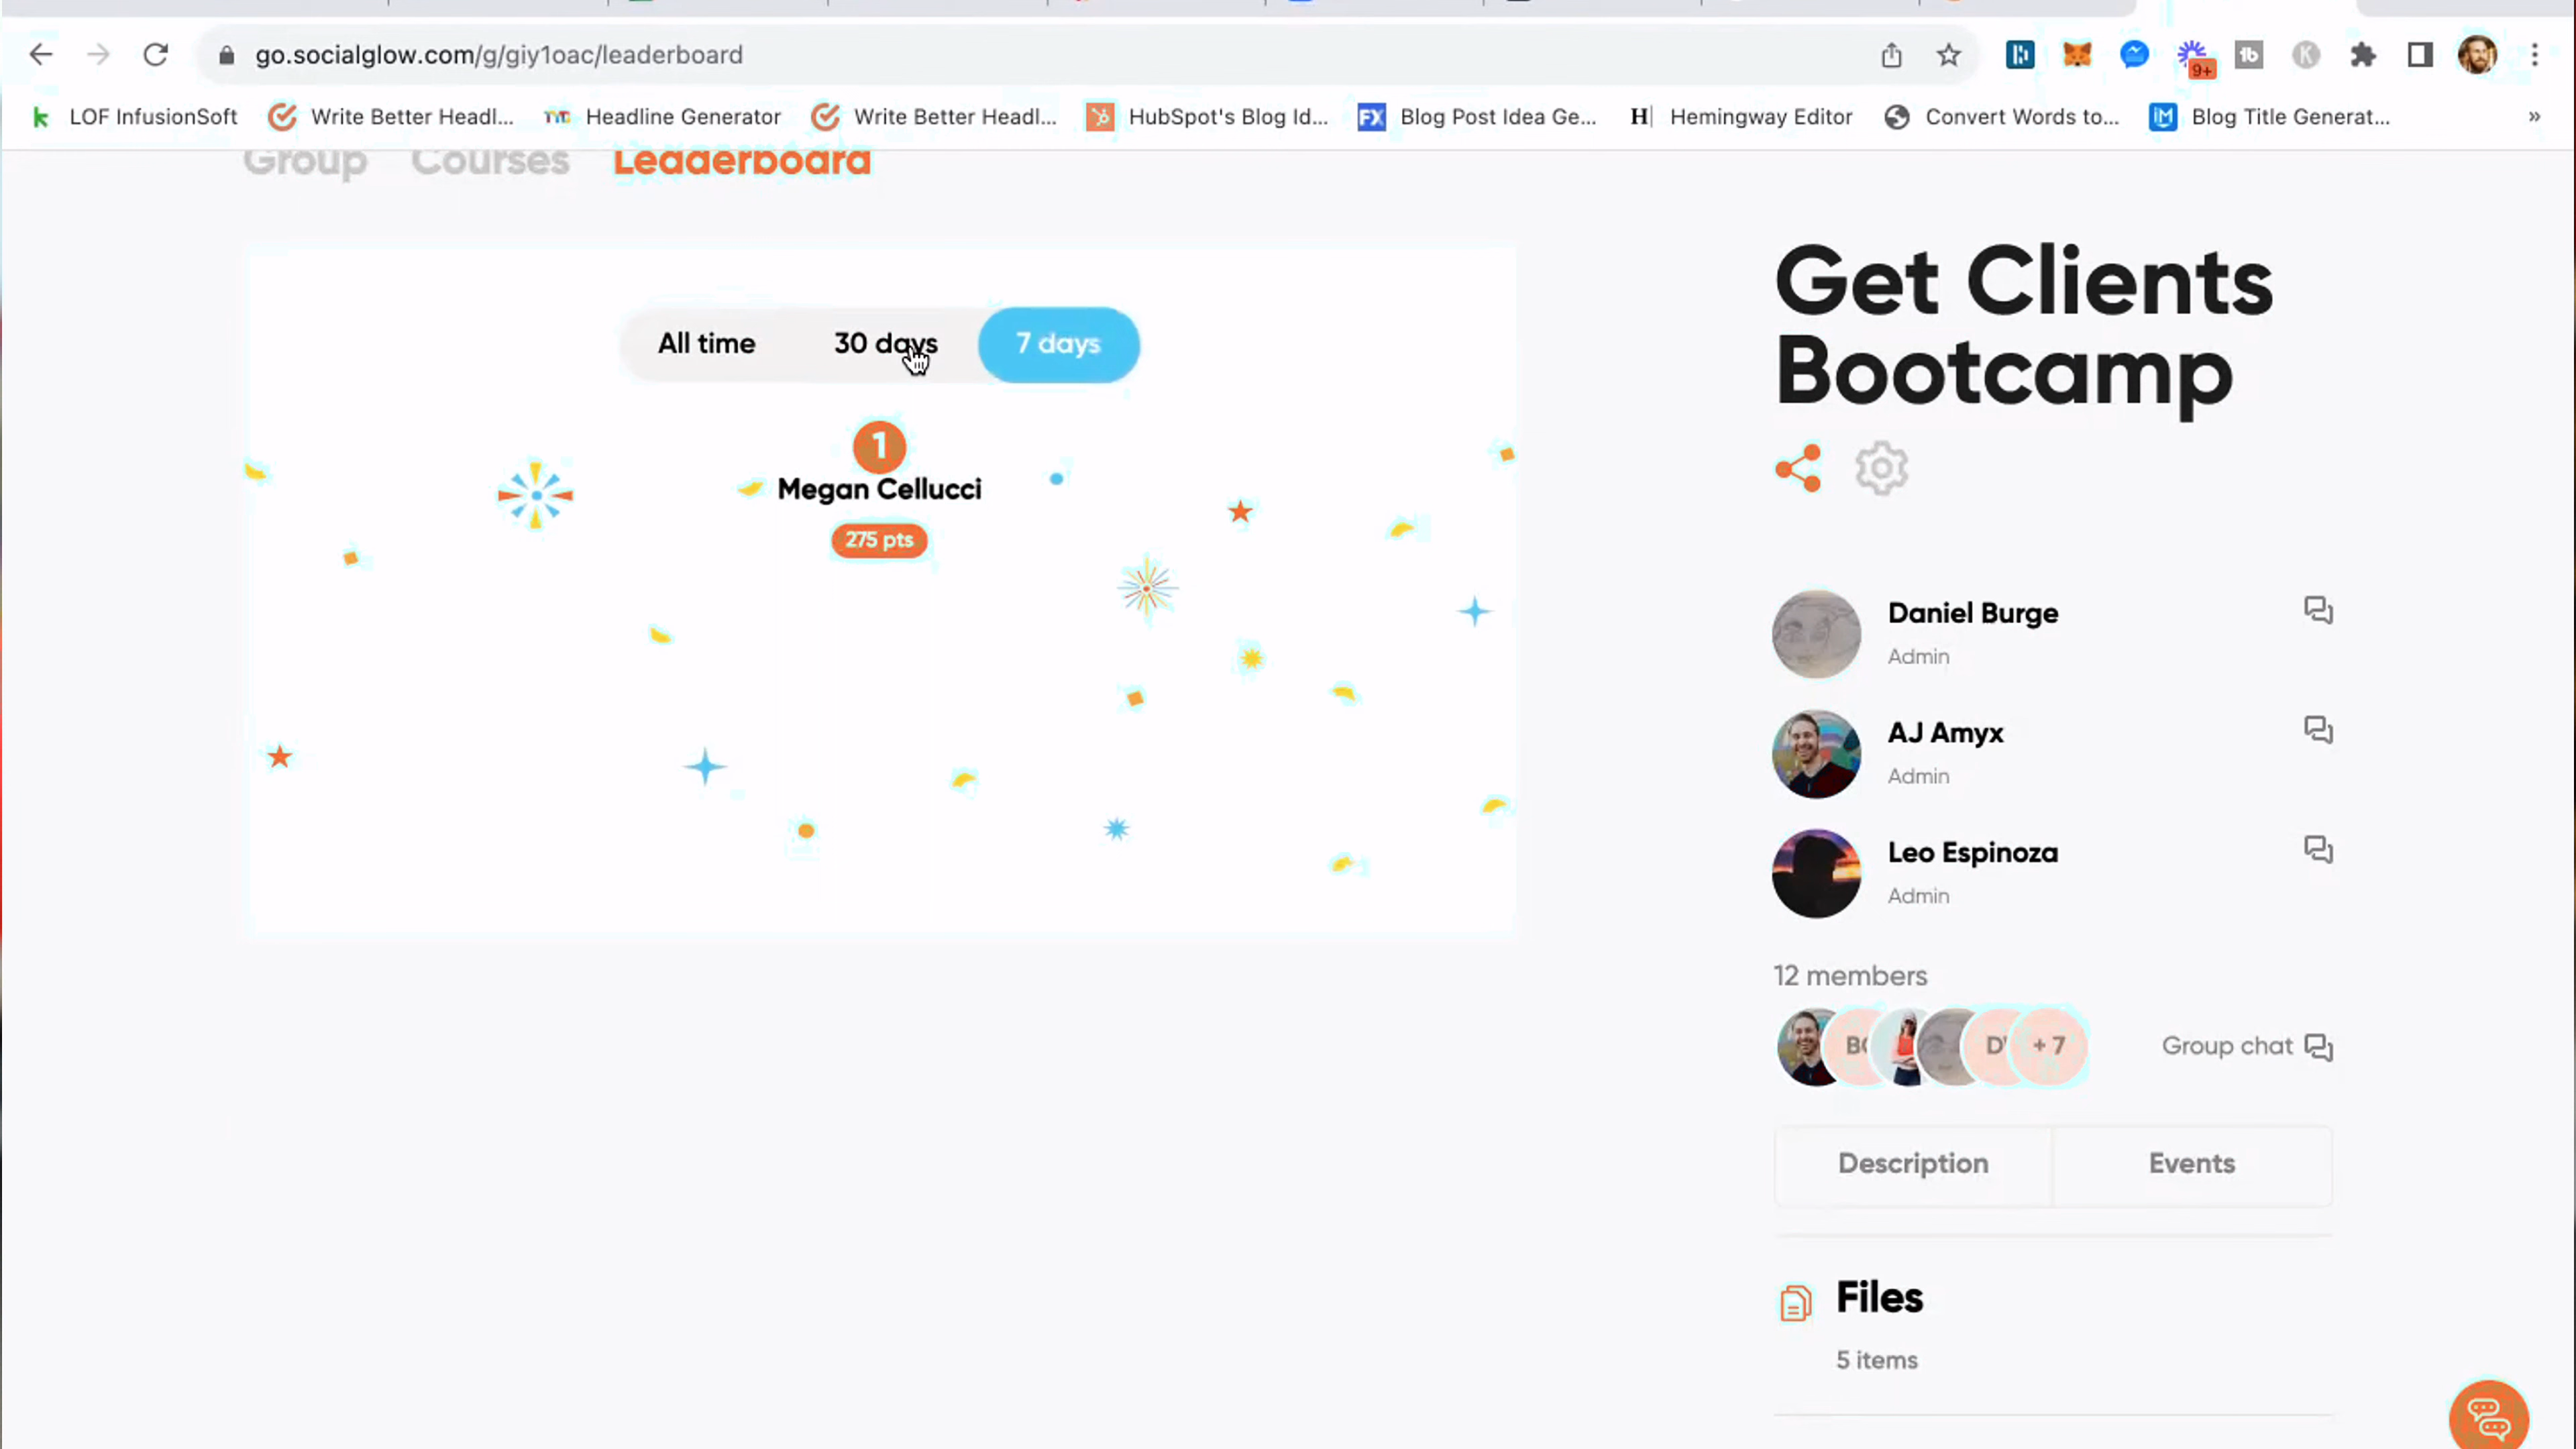 go.socialglow.com/g/giy1oac/leaderboard
9+
LOF InfusionSoft
Write Better Headl...
Headline Generator
Write Better Headl...
HubSpot's Blog Id...
FX
Blog Post Idea Ge...
H
Hemingway Editor
Convert Words to...
IM
Blog Title Generat...
»
Group Courses Leaderboard
All time
30 days
7 days
1
Megan Cellucci
275 pts
Get Clients
Bootcamp
Daniel Burge
Admin
AJ Amyx
Admin
Leo Espinoza
Admin
12 members
+ 7
Group chat
Description
Events
Files
5 items